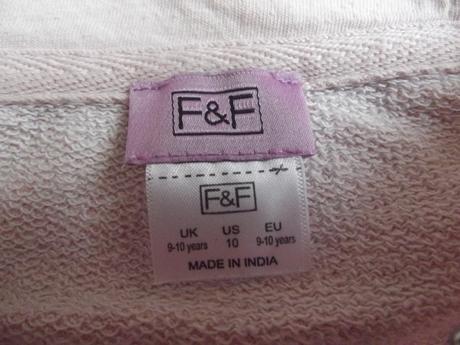 F&F
F&F
UK US EU
9-10 years 10 9-10 years
MADE IN INDIA